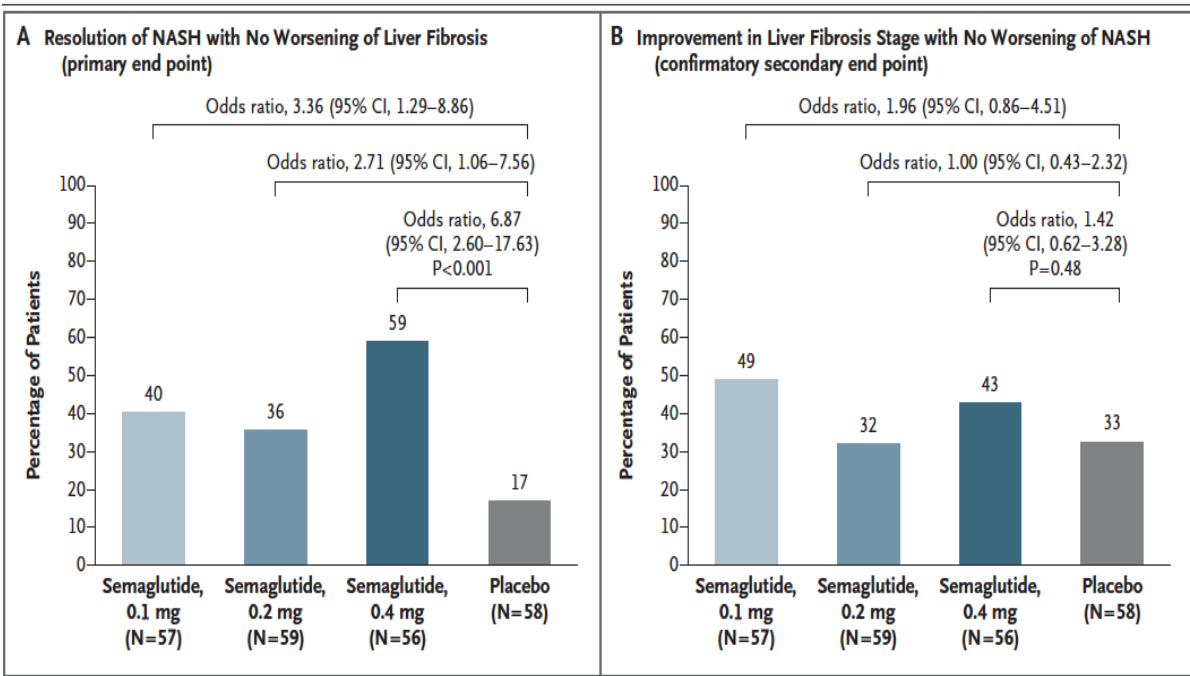 A Resolution of NASH with No Worsening of Liver Fibrosis
(primary end point)
Odds ratio, 3.36 (95% CI, 1.29–8.86)
Odds ratio, 2.71 (95% CI, 1.06–7.56)
Odds ratio, 6.87
(95% CI, 2.60–17.63)
P<0.001
Percentage of Patients
100
90
80
70
60
50
40
30
20
10
0
40
36
59
17
Semaglutide, 0.1 mg (N=57)
Semaglutide, 0.2 mg (N=59)
Semaglutide, 0.4 mg (N=56)
Placebo (N=58)
B Improvement in Liver Fibrosis Stage with No Worsening of NASH
(confirmatory secondary end point)
Odds ratio, 1.96 (95% CI, 0.86–4.51)
Odds ratio, 1.00 (95% CI, 0.43–2.32)
Odds ratio, 1.42
(95% CI, 0.62–3.28)
P=0.48
Percentage of Patients
100
90
80
70
60
50
40
30
20
10
0
49
32
43
33
Semaglutide, 0.1 mg (N=57)
Semaglutide, 0.2 mg (N=59)
Semaglutide, 0.4 mg (N=56)
Placebo (N=58)